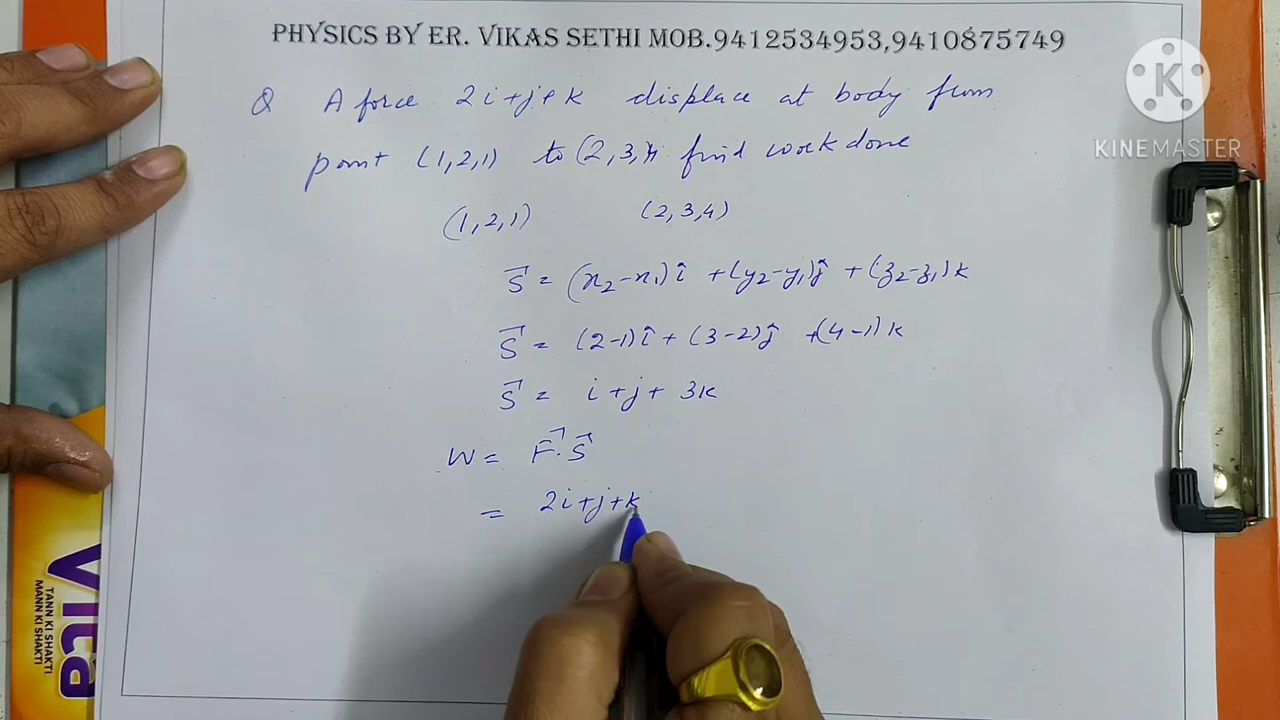 PHYSICS BY ER. VIKAS SETHI MOB.9412534953,9410875749
K
KINEMASTER
Q A force 2i+j+k displace at body from
point (1,2,1) to (2,3,4 find work done
(1,2,1) (2,3,4)
S⃗ = (x₂-x₁)î +(y₂-y₁)ĵ +(z₂-z₁)k
S⃗ = (2-1)î + (3-2)ĵ +(4-1)k
S⃗ = i+j+ 3k
W = F⃗.S⃗
= 2i+j+k
Vita
TANN KI SHAKTI
MANN KI SHAKTI